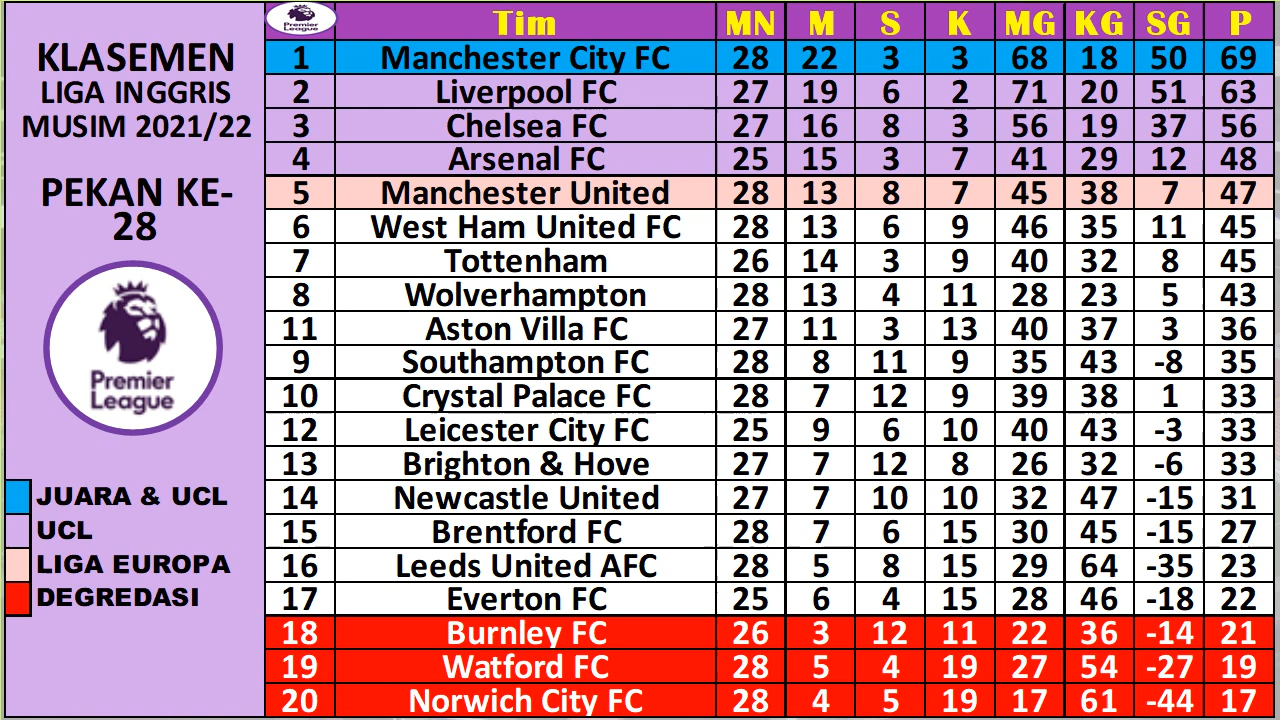 KLASEMEN
LIGA INGGRIS
MUSIM 2021/22
PEKAN KE-
28
Premier
League
JUARA & UCL
UCL
LIGA EUROPA
DEGREDASI
Premier League Tim MN M S K MG KG SG P
1 Manchester City FC 28 22 3 3 68 18 50 69
2 Liverpool FC 27 19 6 2 71 20 51 63
3 Chelsea FC 27 16 8 3 56 19 37 56
4 Arsenal FC 25 15 3 7 41 29 12 48
5 Manchester United 28 13 8 7 45 38 7 47
6 West Ham United FC 28 13 6 9 46 35 11 45
7 Tottenham 26 14 3 9 40 32 8 45
8 Wolverhampton 28 13 4 11 28 23 5 43
11 Aston Villa FC 27 11 3 13 40 37 3 36
9 Southampton FC 28 8 11 9 35 43 -8 35
10 Crystal Palace FC 28 7 12 9 39 38 1 33
12 Leicester City FC 25 9 6 10 40 43 -3 33
13 Brighton & Hove 27 7 12 8 26 32 -6 33
14 Newcastle United 27 7 10 10 32 47 -15 31
15 Brentford FC 28 7 6 15 30 45 -15 27
16 Leeds United AFC 28 5 8 15 29 64 -35 23
17 Everton FC 25 6 4 15 28 46 -18 22
18 Burnley FC 26 3 12 11 22 36 -14 21
19 Watford FC 28 5 4 19 27 54 -27 19
20 Norwich City FC 28 4 5 19 17 61 -44 17